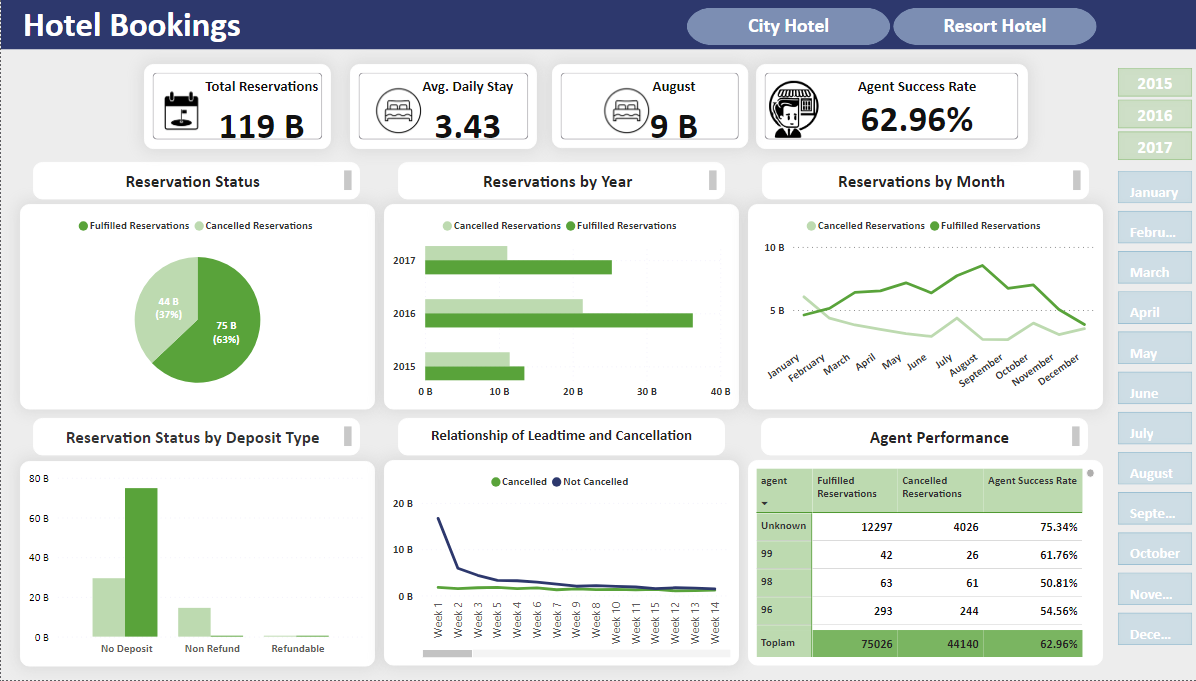 Hotel Bookings
City Hotel
Resort Hotel
Total Reservations
119 B
Avg. Daily Stay
3.43
August
9 B
Agent Success Rate
62.96%
2015
2016
2017
January
Febru...
March
April
May
June
July
August
Septe...
October
Nove...
Dece...
Reservation Status
Fulfilled Reservations Cancelled Reservations
44 B
(37%)
75 B
(63%)
Reservations by Year
Cancelled Reservations Fulfilled Reservations
2017
2016
2015
0 B 10 B 20 B 30 B 40 B
Reservations by Month
Cancelled Reservations Fulfilled Reservations
10 B
5 B
January February March April May June July August September October November December
Reservation Status by Deposit Type
80 B
60 B
40 B
20 B
0 B
No Deposit Non Refund Refundable
Relationship of Leadtime and Cancellation
Cancelled Not Cancelled
20 B
10 B
0 B
Week 1 Week 2 Week 3 Week 5 Week 4 Week 6 Week 7 Week 9 Week 8 Week 10 Week 11 Week 15 Week 12 Week 13 Week 14
Agent Performance
agent Fulfilled Reservations Cancelled Reservations Agent Success Rate
Unknown 12297 4026 75.34%
99 42 26 61.76%
98 63 61 50.81%
96 293 244 54.56%
Toplam 75026 44140 62.96%